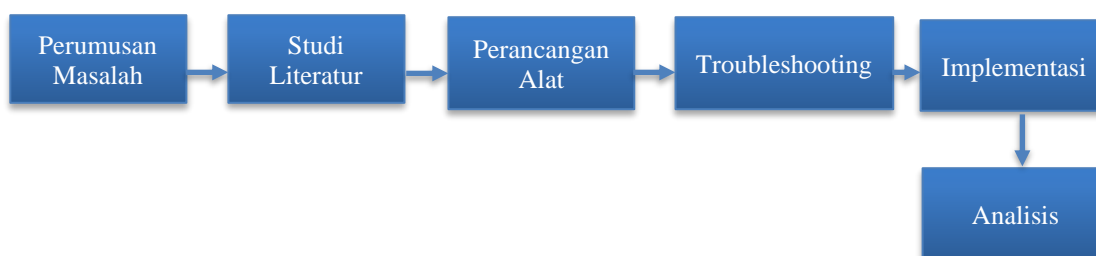 Perumusan
Masalah
Studi
Literatur
Perancangan
Alat
Troubleshooting
Implementasi
Analisis